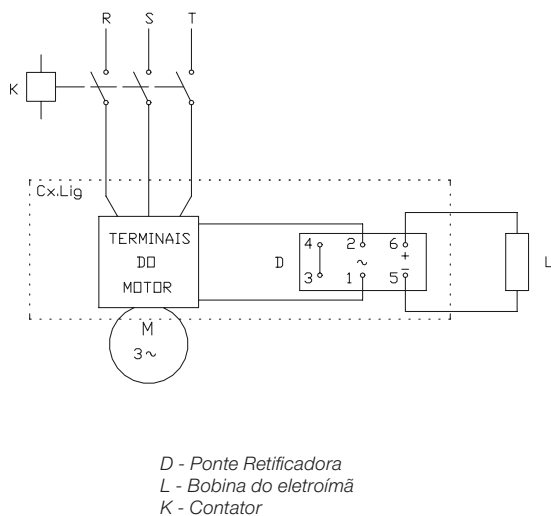 R S T
K
Cx.Lig
TERMINAIS
DO
MOTOR
D
4 2 6
~ +
3 1 5 -
L
M
3~
D - Ponte Retificadora
L - Bobina do eletroímã
K - Contator